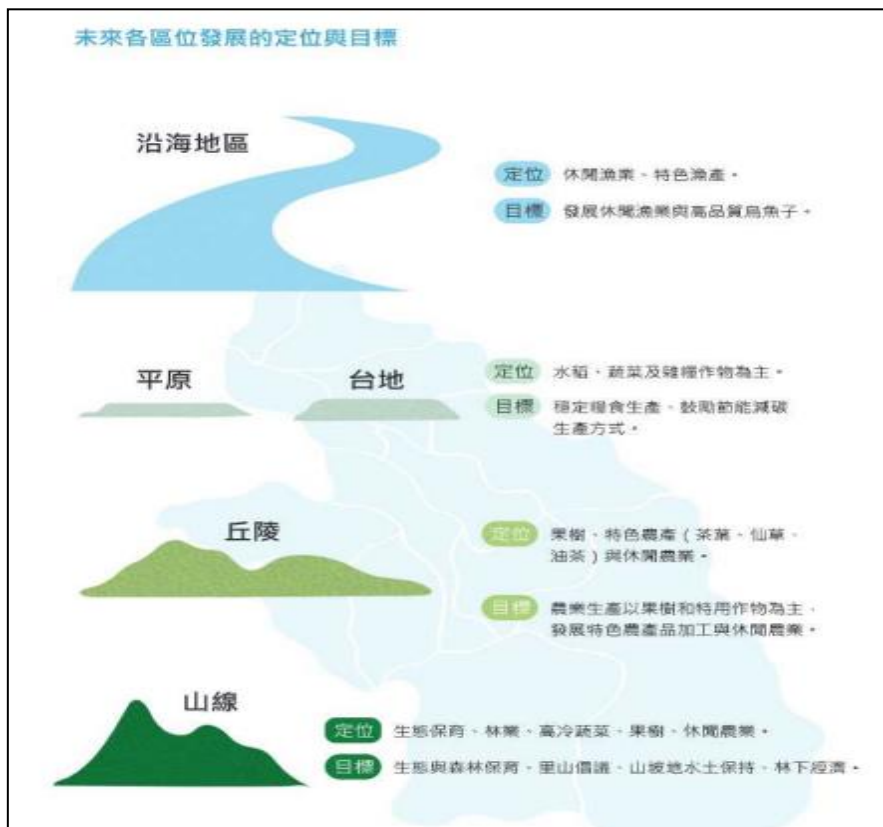 未來各區位發展的定位與目標
沿海地區
定位 休閒漁業、特色漁產。
目標 發展休閒漁業與高品質烏魚子。
平原
台地
定位 水稻、蔬菜及雜糧作物為主。
目標 穩定糧食生產、鼓勵節能減碳
生產方式。
丘陵
定位 果樹、特色農產(茶葉、仙草、
油茶)與休閒農業。
目標 農業生產以果樹和特用作物為主、
發展特色農產品加工與休閒農業。
山線
定位 生態保育、林業、高冷蔬菜、果樹、休閒農業。
目標 生態與森林保育、里山倡議、山坡地水土保持、林下經濟。